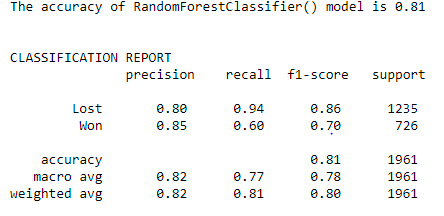 The accuracy of RandomForestClassifier() model is 0.81
CLASSIFICATION REPORT
precision recall f1-score support
Lost 0.80 0.94 0.86 1235
Won 0.85 0.60 0.70 726
accuracy 0.81 1961
macro avg 0.82 0.77 0.78 1961
weighted avg 0.82 0.81 0.80 1961